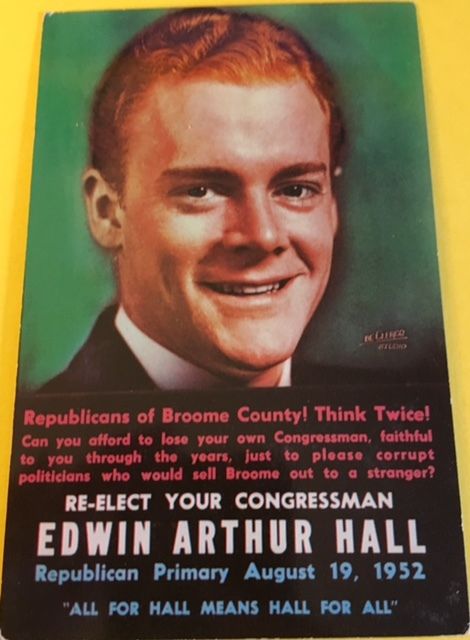 Republicans of Broome County! Think Twice!
Can you afford to lose your own Congressman, faithful
to you through the years, just to please corrupt
politicians who would sell Broome out to a stranger?
RE-ELECT YOUR CONGRESSMAN
EDWIN ARTHUR HALL
Republican Primary August 19, 1952
"ALL FOR HALL MEANS HALL FOR ALL"